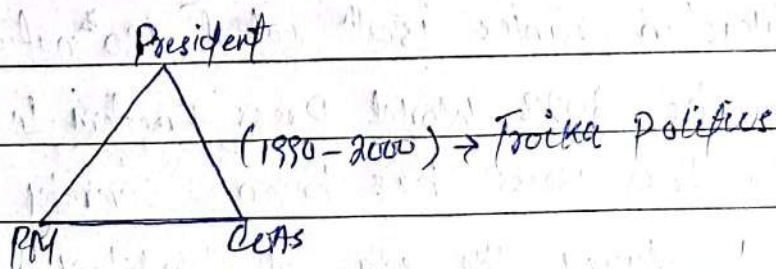 President
(1990-2000) → Troika Politics
PM COAS